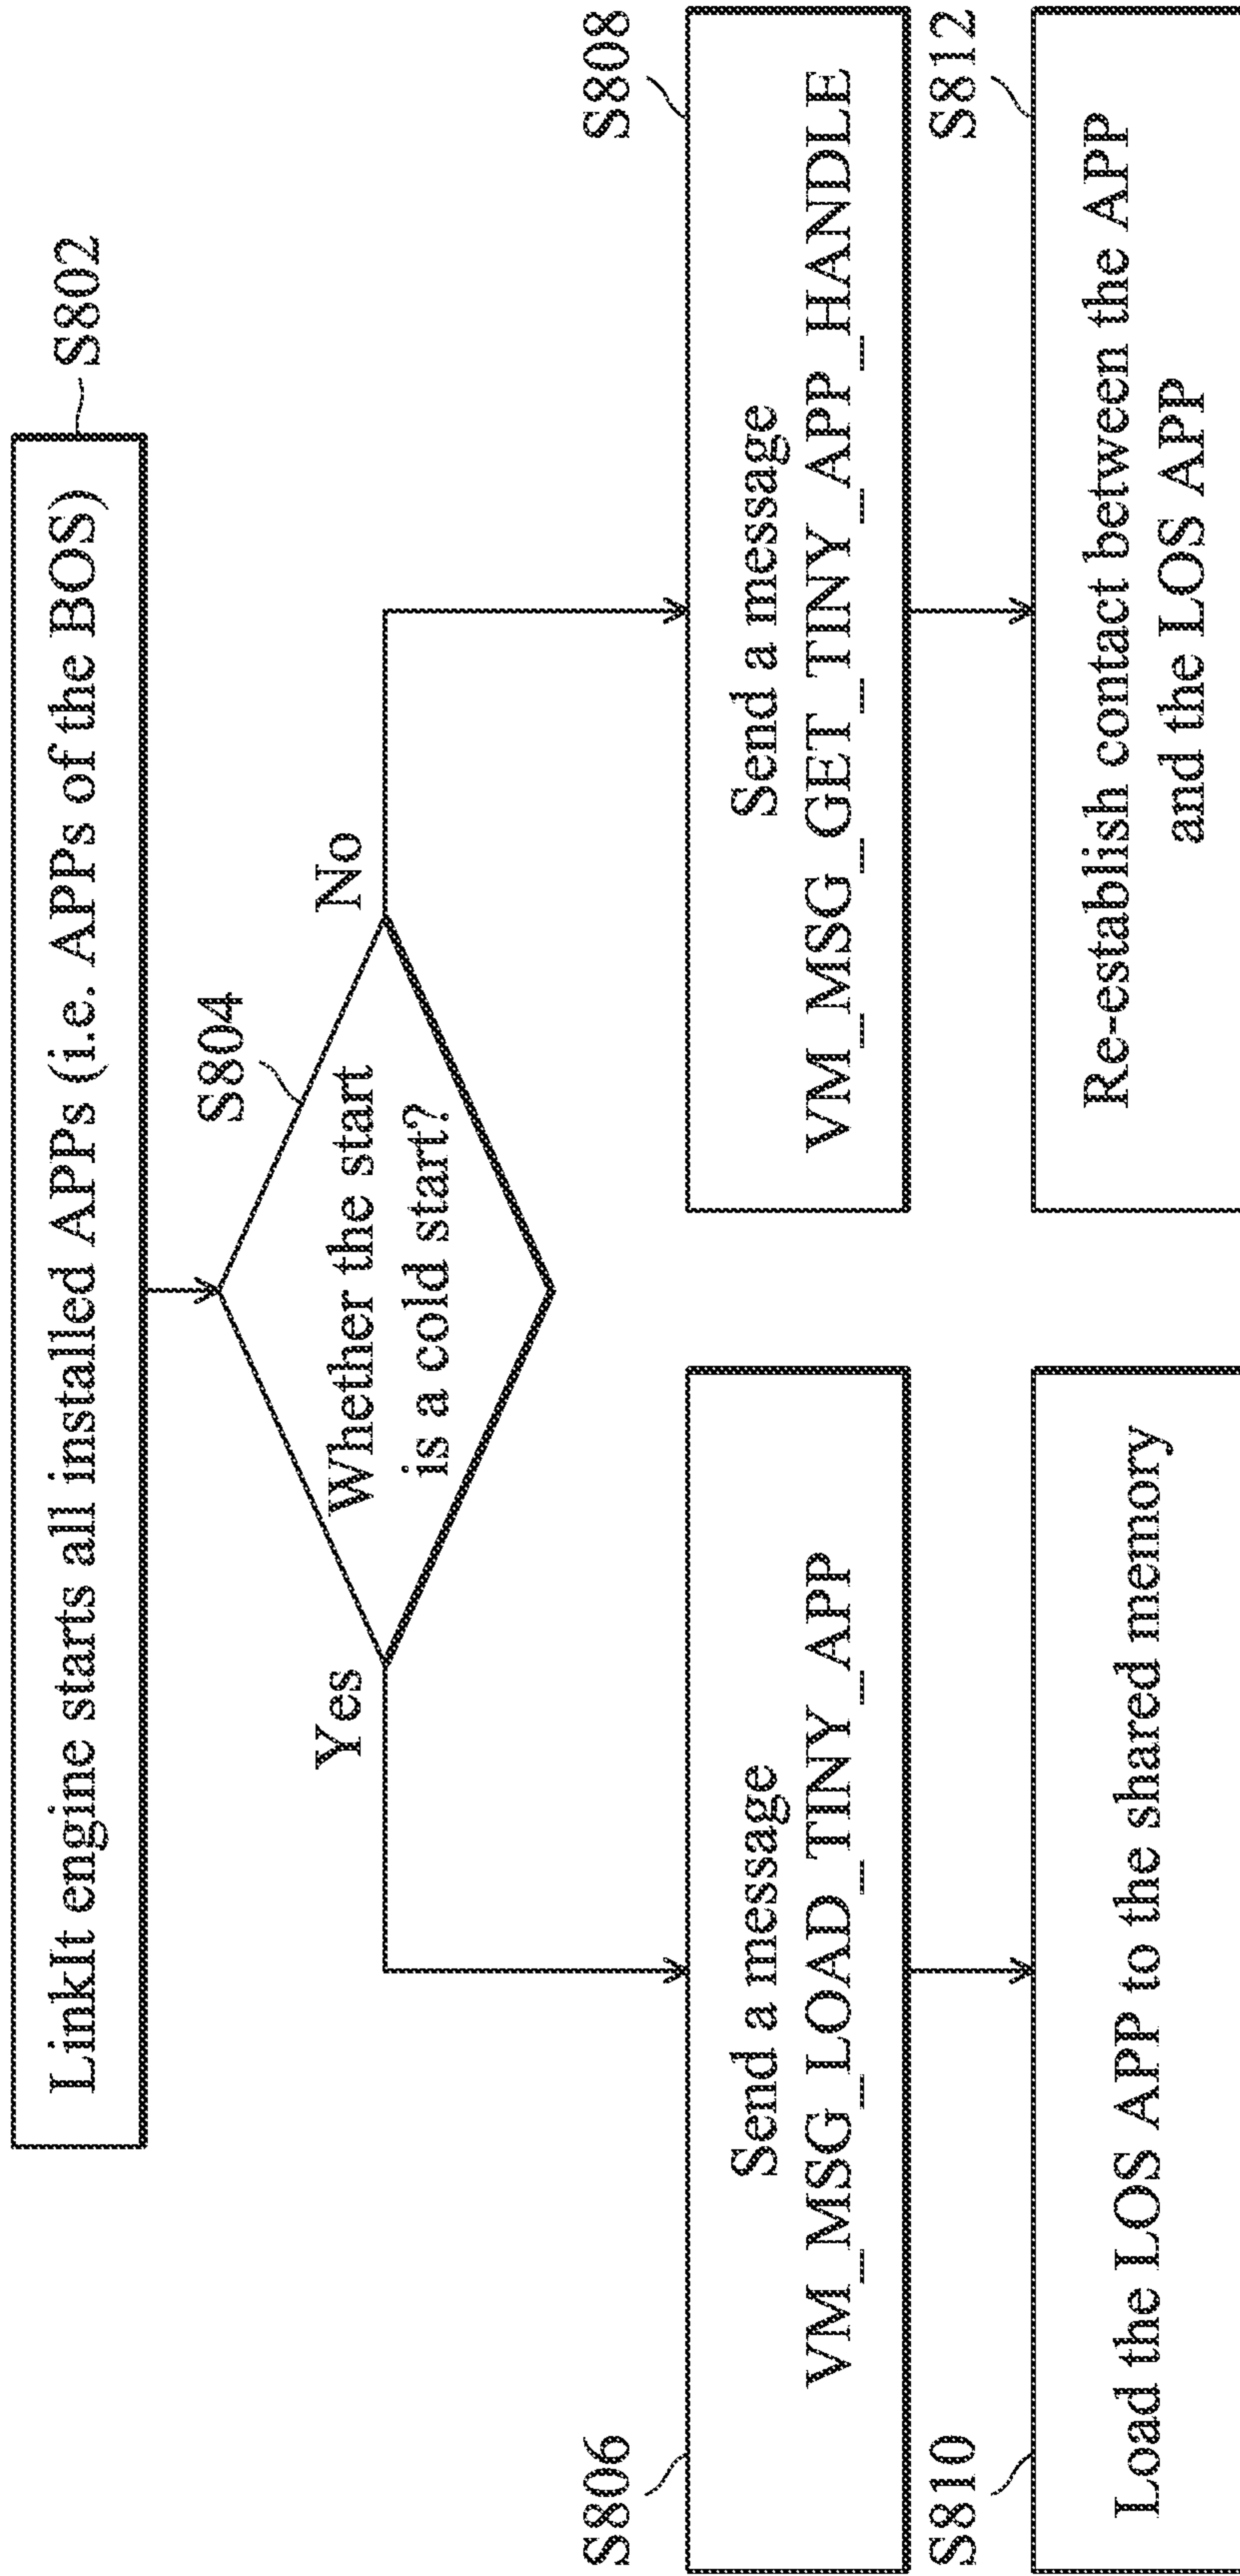 LinkIt engine starts all installed APPs (i.e. APPs of the BOS)
S802
S804
Whether the start
is a cold start?
Yes
No
S806
Send a message
VM_MSG_LOAD_TINY_APP
S808
Send a message
VM_MSG_GET_TINY_APP_HANDLE
S810
Load the LOS APP to the shared memory
S812
Re-establish contact between the APP
and the LOS APP